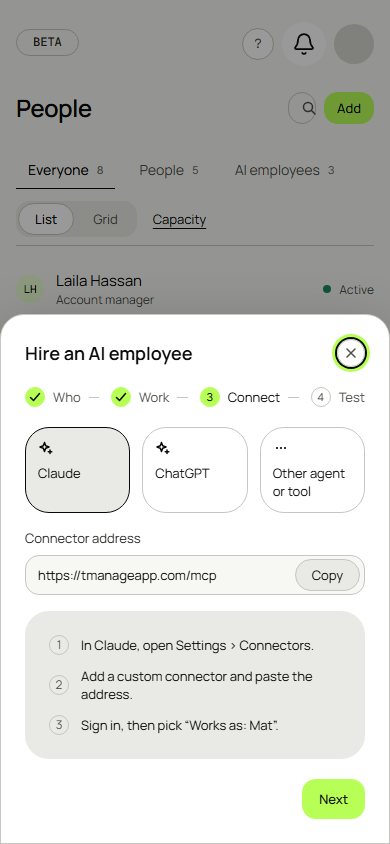 BETA
?
People
Add
Everyone 8 People 5 AI employees 3
List Grid Capacity
LH
Laila Hassan
Account manager
Active
Hire an AI employee
Who Work 3 Connect 4 Test
Claude
ChatGPT
Other agent
or tool
Connector address
https://tmanageapp.com/mcp Copy
1 In Claude, open Settings > Connectors.
2 Add a custom connector and paste the
address.
3 Sign in, then pick “Works as: Mat”.
Next